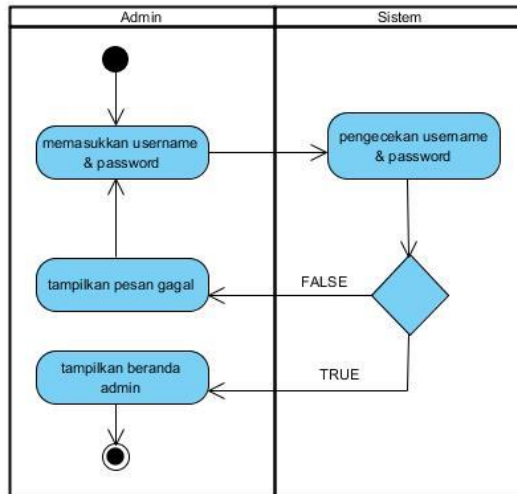 Admin
Sistem
memasukkan username
& password
pengecekan username
& password
tampilkan pesan gagal
FALSE
tampilkan beranda
admin
TRUE